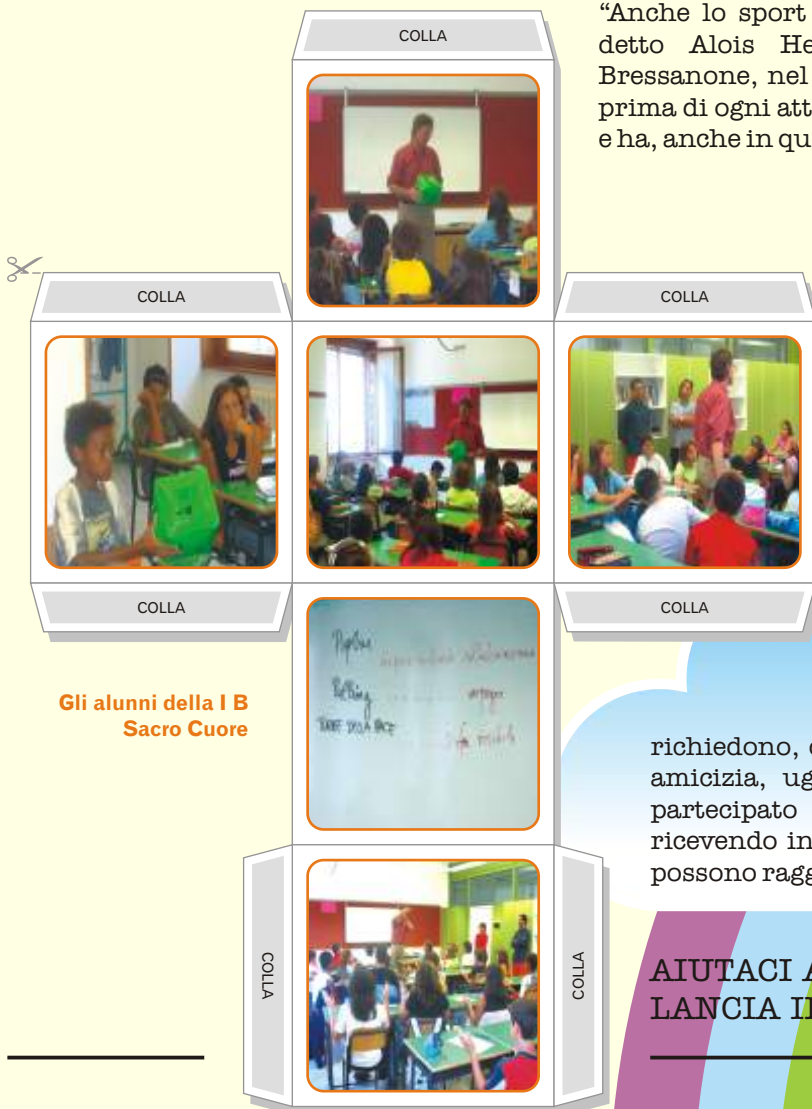 COLLA
"Anche lo sport
detto Alois He
Bressanone, nel
prima di ogni att
e ha, anche in qu
COLLA
COLLA
COLLA
COLLA
Gli alunni della I B
Sacro Cuore
richiedono,
amicizia, ug
partecipato
ricevendo in
possono ragg
COLLA
COLLA
AIUTACI A
LANCIA I